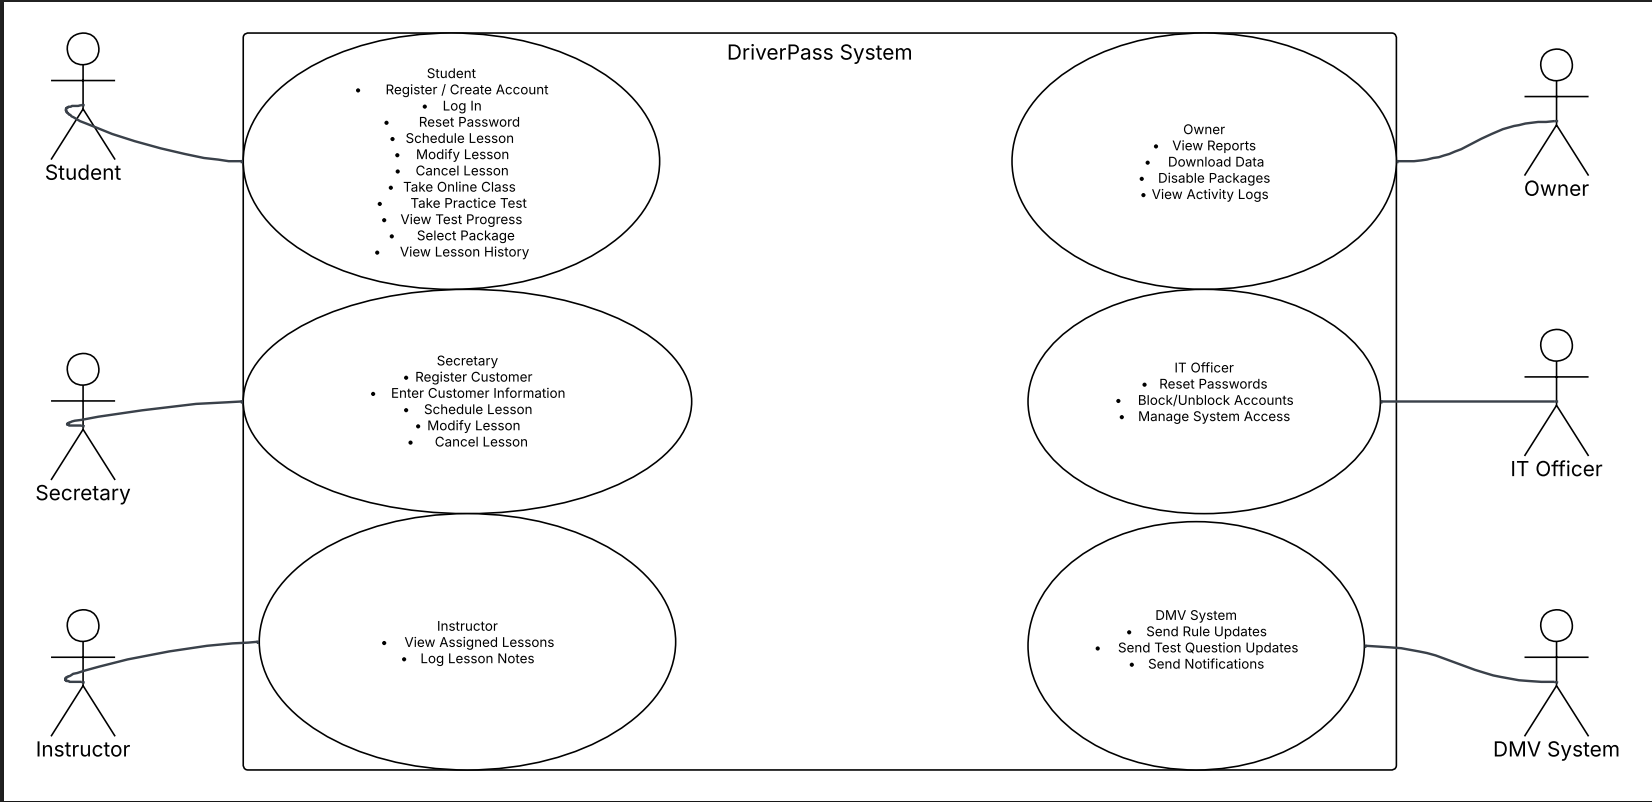 DriverPass System
Student
• Register / Create Account
• Log In
• Reset Password
• Schedule Lesson
• Modify Lesson
• Cancel Lesson
• Take Online Class
• Take Practice Test
• View Test Progress
• Select Package
• View Lesson History
Student
Owner
• View Reports
• Download Data
• Disable Packages
• View Activity Logs
Owner
Secretary
• Register Customer
• Enter Customer Information
• Schedule Lesson
• Modify Lesson
• Cancel Lesson
Secretary
IT Officer
• Reset Passwords
• Block/Unblock Accounts
• Manage System Access
IT Officer
Instructor
• View Assigned Lessons
• Log Lesson Notes
Instructor
DMV System
• Send Rule Updates
• Send Test Question Updates
• Send Notifications
DMV System